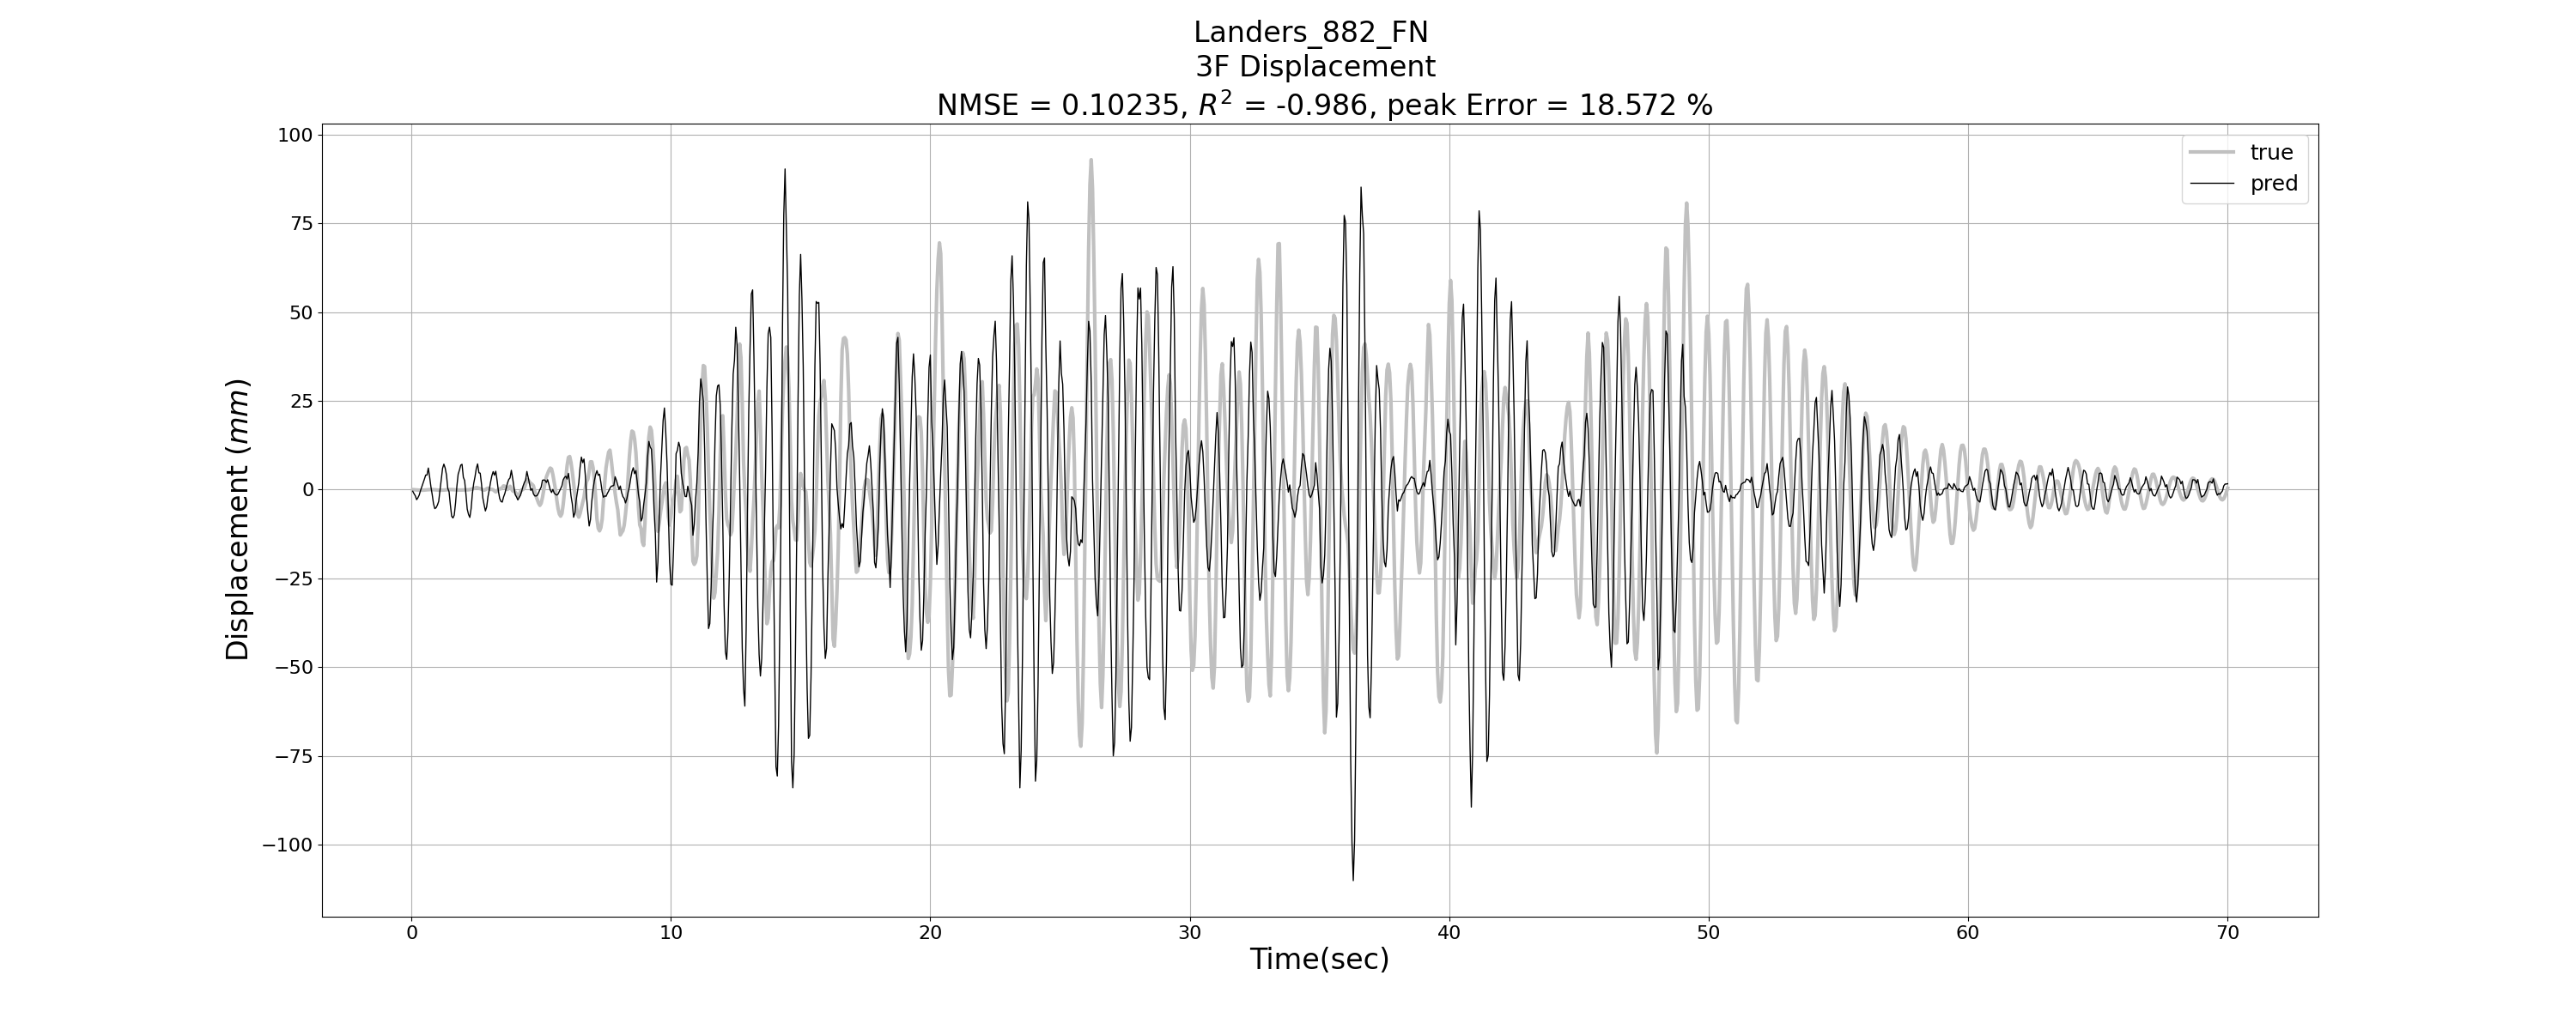 Landers_882_FN
3F Displacement
NMSE = 0.10235, R² = -0.986, peak Error = 18.572 %
true
pred
Displacement (mm)
100
75
50
25
0
−25
−50
−75
−100
0 10 20 30 40 50 60 70
Time(sec)